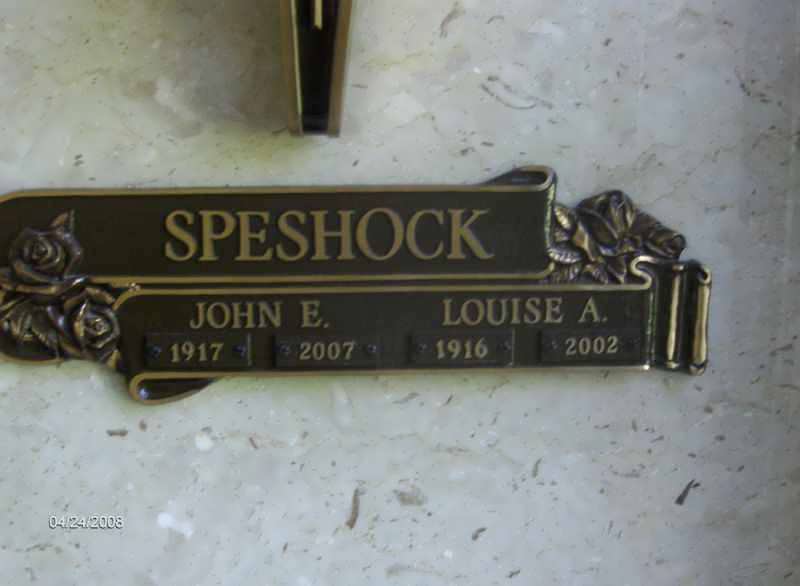 SPESHOCK
JOHN E. LOUISE A.
1917 2007 1916 2002
04/24/2008